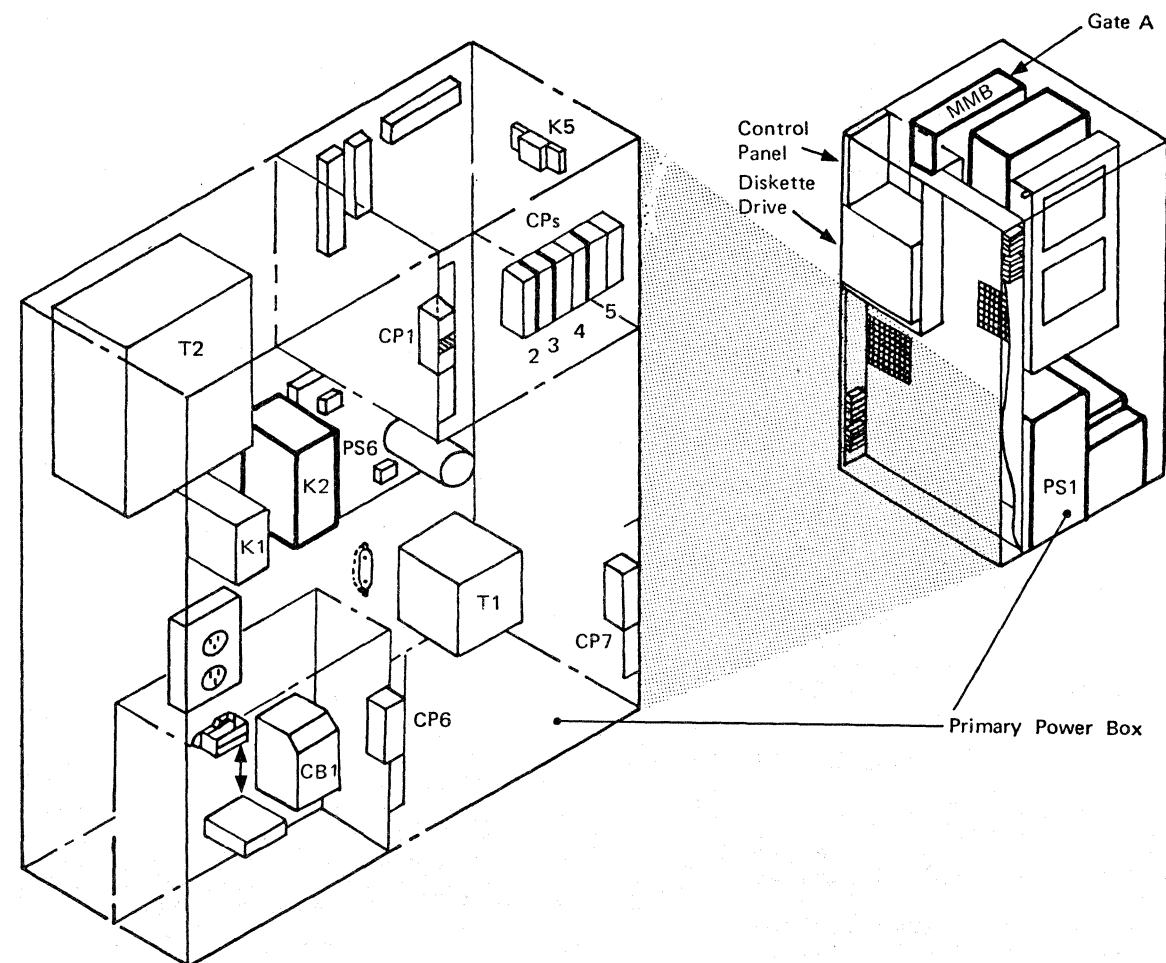 Gate A
MMB
K5
Control
Panel
Diskette
Drive
CPs
T2
CP1
2
3
4
5
PS6
K2
K1
PS1
T1
CP7
CP6
Primary Power Box
CB1